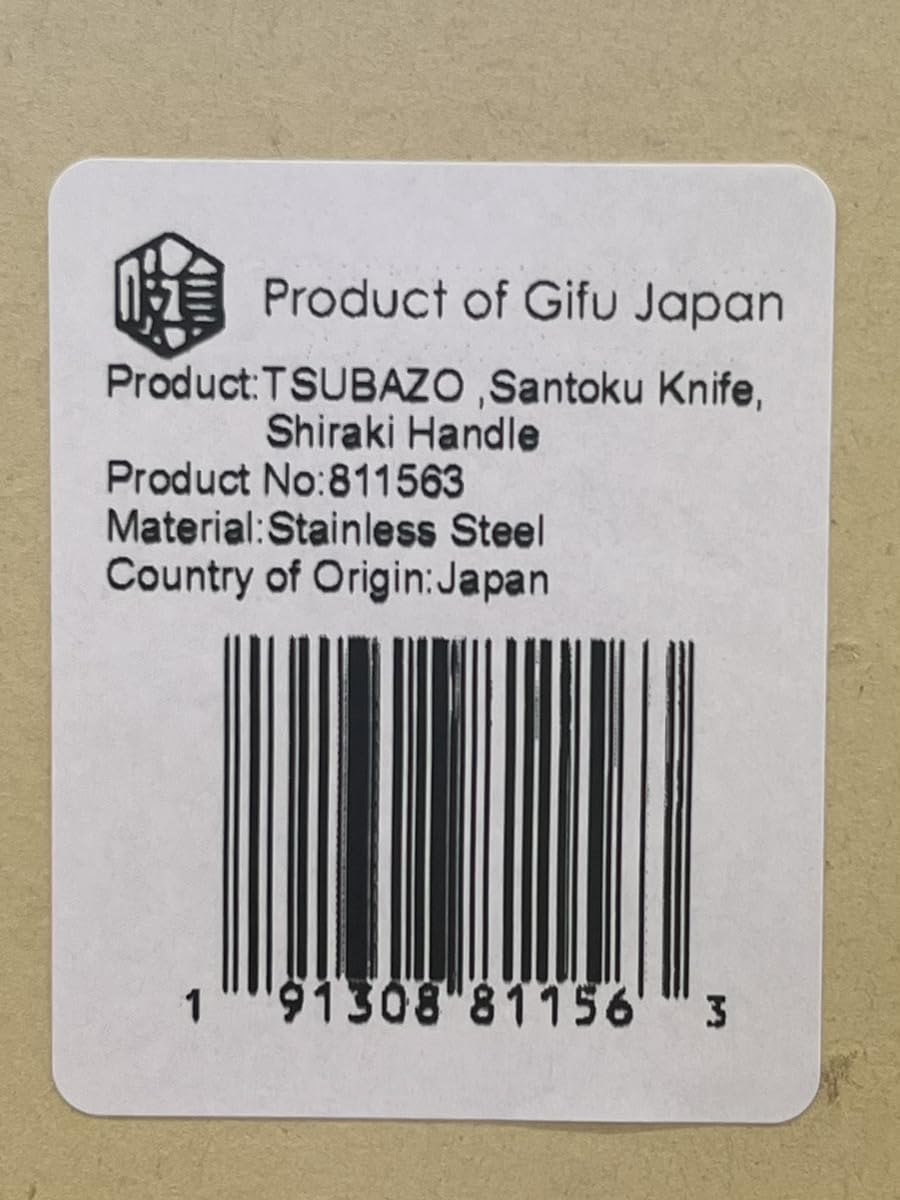 Product of Gifu Japan
Product:TSUBAZO ,Santoku Knife,
Shiraki Handle
Product No:811563
Material:Stainless Steel
Country of Origin:Japan
1 91308 81156 3